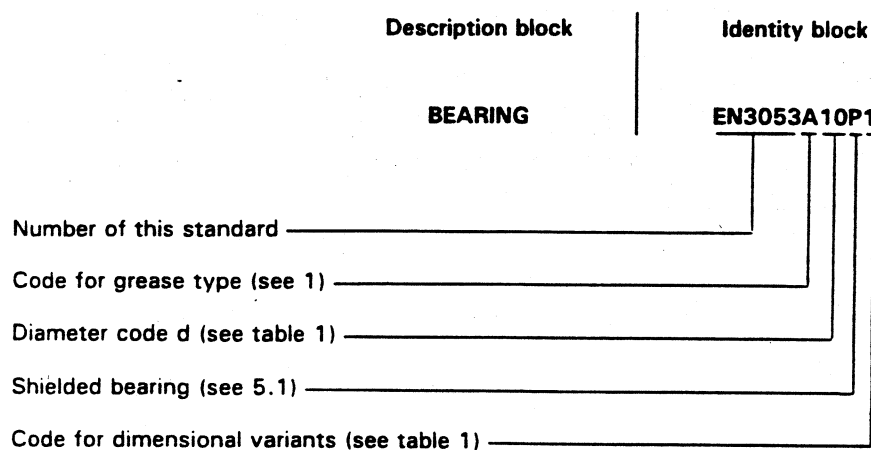 Description block Identity block
BEARING EN3053A10P1
Number of this standard
Code for grease type (see 1)
Diameter code d (see table 1)
Shielded bearing (see 5.1)
Code for dimensional variants (see table 1)